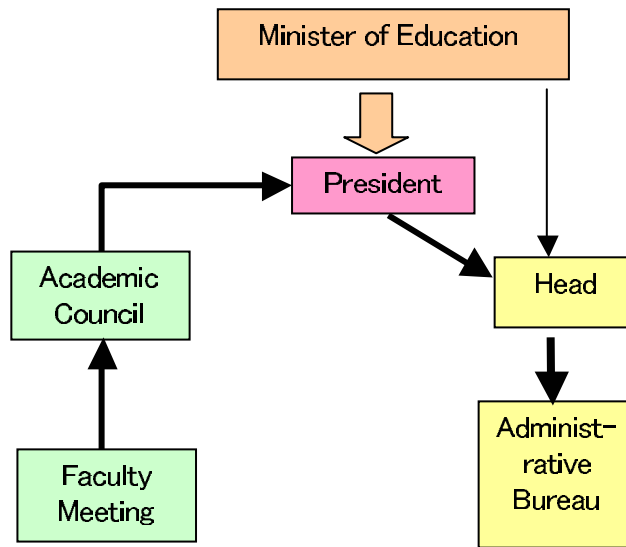 Minister of Education
President
Academic
Council
Head
Faculty
Meeting
Administ-
rative
Bureau